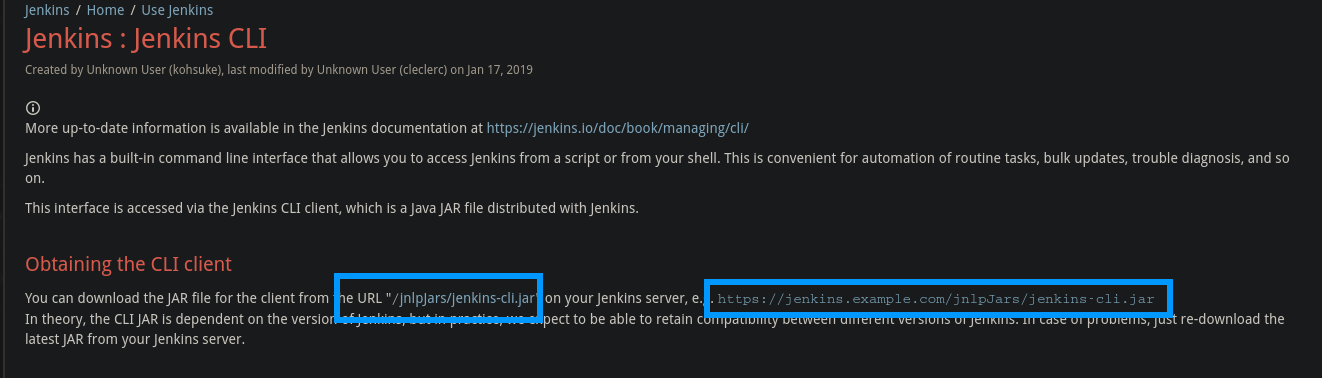 Jenkins / Home / Use Jenkins
Jenkins : Jenkins CLI
Created by Unknown User (kohsuke), last modified by Unknown User (cleclerc) on Jan 17, 2019
More up-to-date information is available in the Jenkins documentation at https://jenkins.io/doc/book/managing/cli/
Jenkins has a built-in command line interface that allows you to access Jenkins from a script or from your shell. This is convenient for automation of routine tasks, bulk updates, trouble diagnosis, and so
on.
This interface is accessed via the Jenkins CLI client, which is a Java JAR file distributed with Jenkins.
Obtaining the CLI client
You can download the JAR file for the client from the URL "/jnlpJars/jenkins-cli.jar" on your Jenkins server, e.g. https://jenkins.example.com/jnlpJars/jenkins-cli.jar
In theory, the CLI JAR is dependent on the version of Jenkins, but in practice, we expect to be able to retain compatibility between different versions of Jenkins. In case of problems, just re-download the
latest JAR from your Jenkins server.